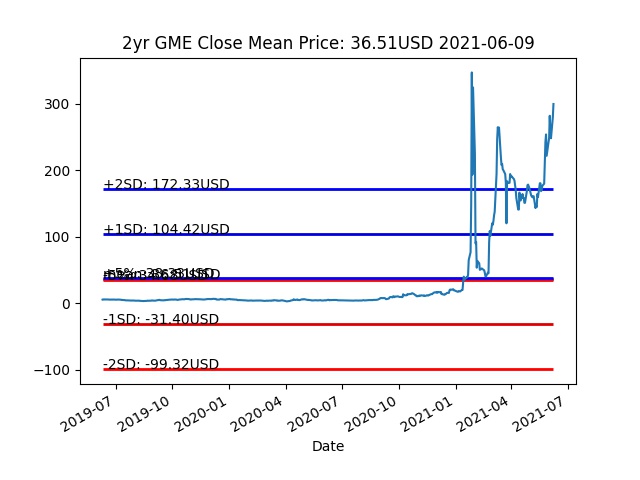 2yr GME Close Mean Price: 36.51USD 2021-06-09
300
200
100
0
−100
+2SD: 172.33USD
+1SD: 104.42USD
-1SD: -31.40USD
-2SD: -99.32USD
2019-07
2019-10
2020-01
2020-04
2020-07
2020-10
2021-01
2021-04
2021-07
Date